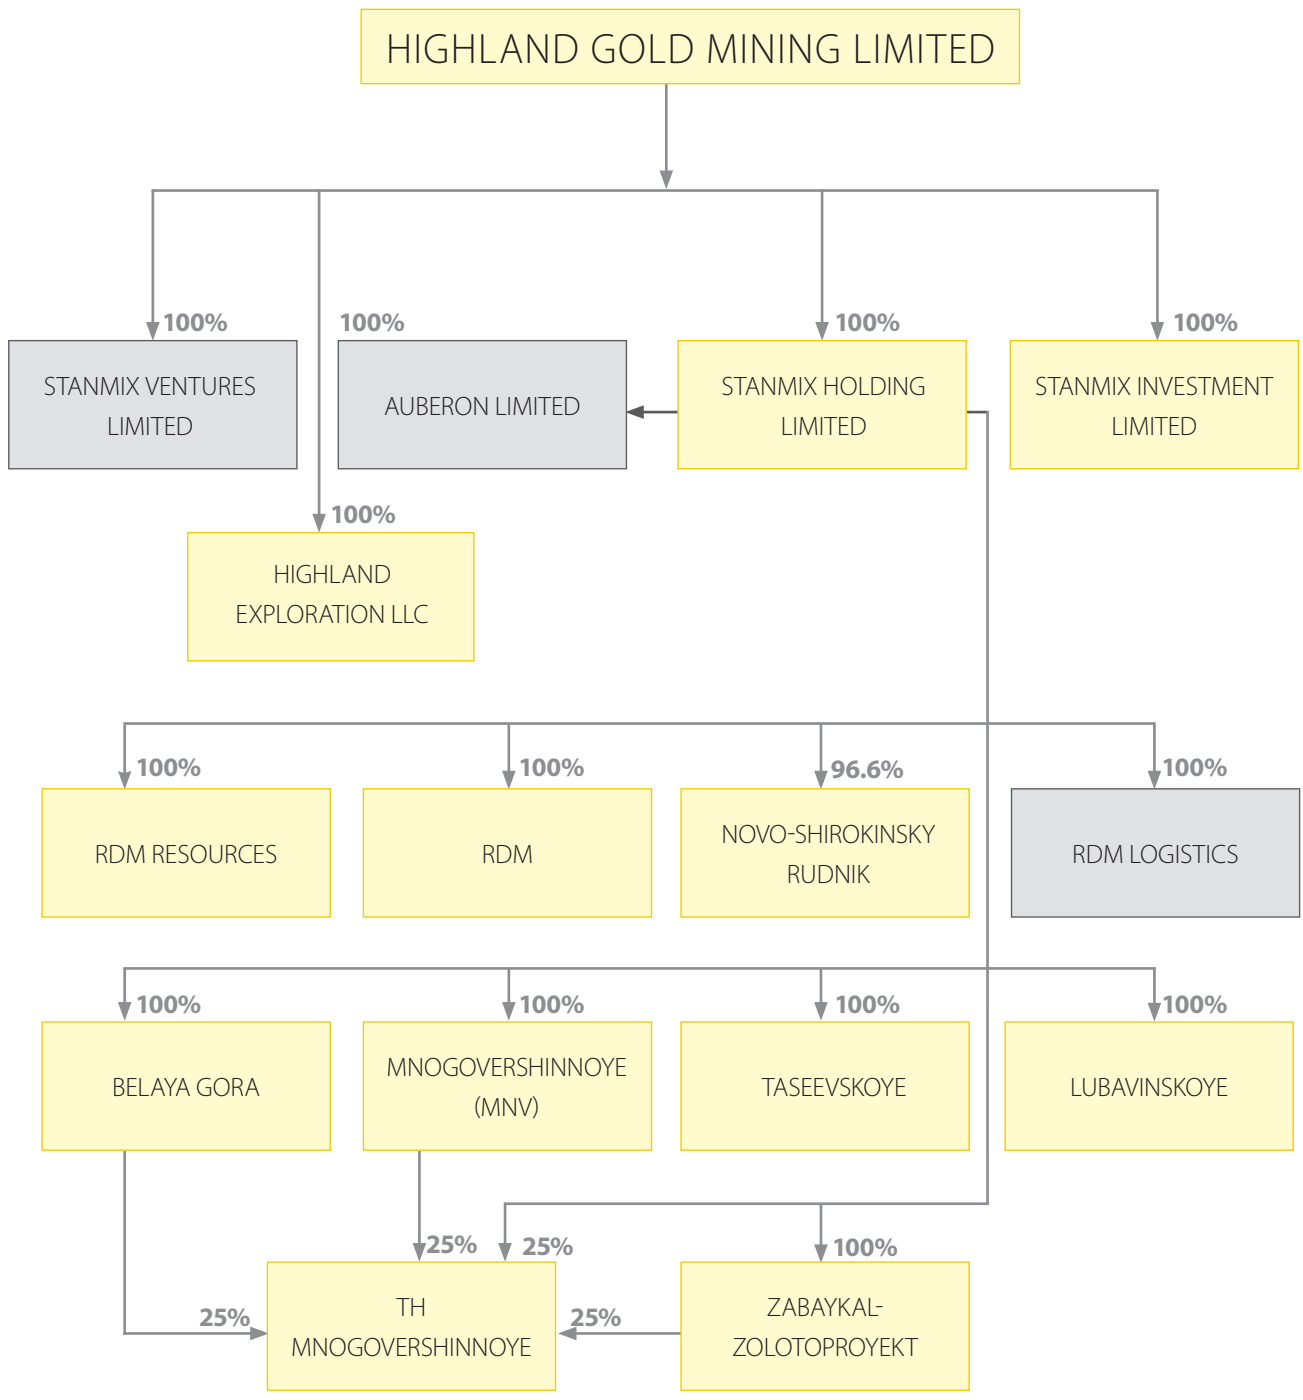 HIGHLAND GOLD MINING LIMITED
100%
100%
100%
100%
STANMIX VENTURES
LIMITED
AUBERON LIMITED
STANMIX HOLDING
LIMITED
STANMIX INVESTMENT
LIMITED
100%
HIGHLAND
EXPLORATION LLC
100%
100%
96.6%
100%
RDM RESOURCES
RDM
NOVO-SHIROKINSKY
RUDNIK
RDM LOGISTICS
100%
100%
100%
100%
BELAYA GORA
MNOGOVERSHINNOYE
(MNV)
TASEEVSKOYE
LUBAVINSKOYE
25%
25%
100%
25%
TH
MNOGOVERSHINNOYE
25%
ZABAYKAL-
ZOLOTOPROYEKT